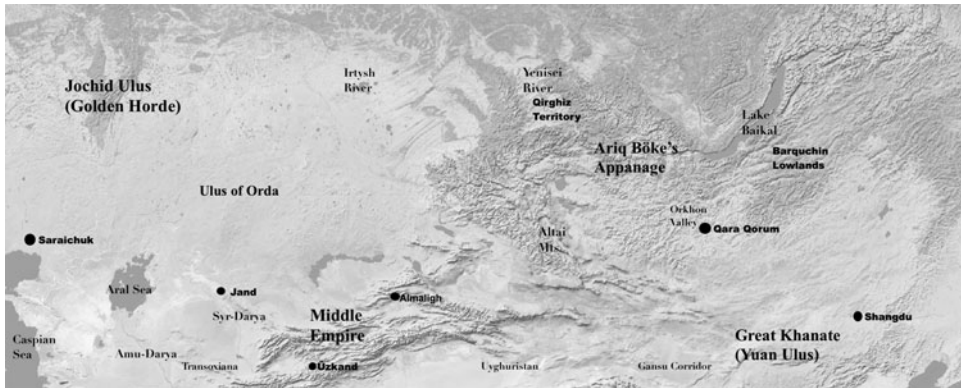 Jochid Ulus
(Golden Horde)
Irtysh
River
Yenisei
River
Qirghiz
Territory
Lake
Baikal
Ariq Böke's
Appanage
Barquchin
Lowlands
Ulus of Orda
Orkhon
Valley
Qara Qorum
Altai
Mts.
Saraichuk
Aral Sea
Jand
Almaligh
Syr-Darya
Middle
Empire
Shangdu
Caspian
Sea
Amu-Darya
Transoxiana
Üzkand
Uyghuristan
Gansu Corridor
Great Khanate
(Yuan Ulus)